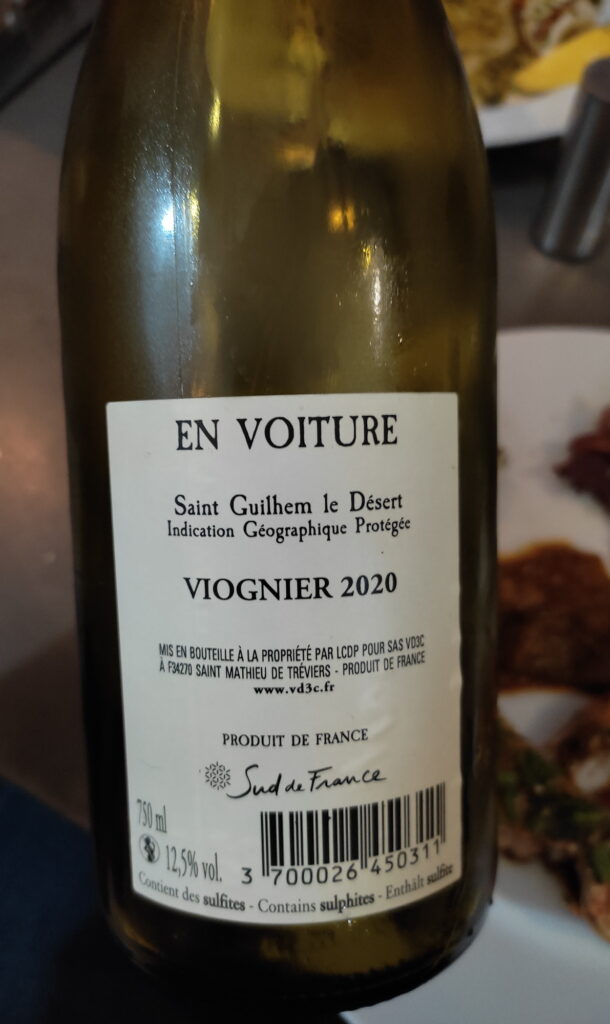 EN VOITURE
Saint Guilhem le Désert
Indication Géographique Protégée
VIOGNIER 2020
MIS EN BOUTEILLE À LA PROPRIÉTÉ PAR LCDP POUR SAS VD3C
À F34270 SAINT MATHIEU DE TRÉVIERS - PRODUIT DE FRANCE
www.vd3c.fr
PRODUIT DE FRANCE
Sud de France
750 ml
12,5% vol.
3 700026 450311
Contient des sulfites - Contains sulphites - Enthält sulfite